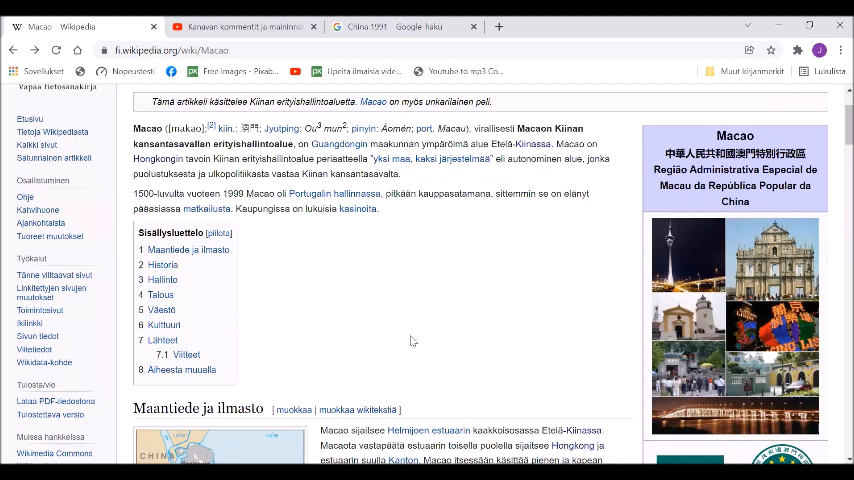 Macao – Wikipedia
Kanavan kommentit ja maininna
China 1991 - Google-haku
fi.wikipedia.org/wiki/Macao
Sovellukset
Nopeustesti
Free Images - Pixab...
Upeita ilmaisia vide...
Youtube to mp3 Co...
Muut kirjanmerkit
Lukulista
Vapaa tietosanakirja
Etusivu
Tietoja Wikipediasta
Kaikki sivut
Satunnainen artikkeli
Osallistuminen
Ohje
Kahvihuone
Ajankohtaista
Tuoreet muutokset
Työkalut
Tänne viittaavat sivut
Linkitettyjen sivujen
muutokset
Toimintosivut
Ikilinkki
Sivun tiedot
Viitetiedot
Wikidata-kohde
Tulosta/vie
Lataa PDF-tiedostona
Tulostettava versio
Muissa hankkeissa
Wikimedia Commons
Tämä artikkeli käsittelee Kiinan erityishallintoaluetta. Macao on myös unkarilainen peli.
Macao ([makao];[2] kiin.: 澳門; Jyutping: Ou3 mun2; pinyin: Àomén; port. Macau), virallisesti Macaon Kiinan
kansantasavallan erityishallintoalue, on Guangdongin maakunnan ympäröimä alue Etelä-Kiinassa. Macao on
Hongkongin tavoin Kiinan erityishallintoalue periaatteella "yksi maa, kaksi järjestelmää" eli autonominen alue, jonka
puolustuksesta ja ulkopolitiikasta vastaa Kiinan kansantasavalta.
1500-luvulta vuoteen 1999 Macao oli Portugalin hallinnassa, pitkään kauppasatamana, sittemmin se on elänyt
pääasiassa matkailusta. Kaupungissa on lukuisia kasinoita.
Sisällysluettelo [piilota]
1 Maantiede ja ilmasto
2 Historia
3 Hallinto
4 Talous
5 Väestö
6 Kulttuuri
7 Lähteet
7.1 Viitteet
8 Aiheesta muualla
Maantiede ja ilmasto [ muokkaa | muokkaa wikitekstiä ]
CHINA
Macao sijaitsee Helmijoen estuaarin kaakkoisosassa Etelä-Kiinassa.
Macaota vastapäätä estuaarin toisella puolella sijaitsee Hongkong ja
estuaarin suulla Kanton. Macao itsessään käsittää pienen ja kapean
Macao
中華人民共和國澳門特別行政區
Região Administrativa Especial de
Macau da República Popular da
China